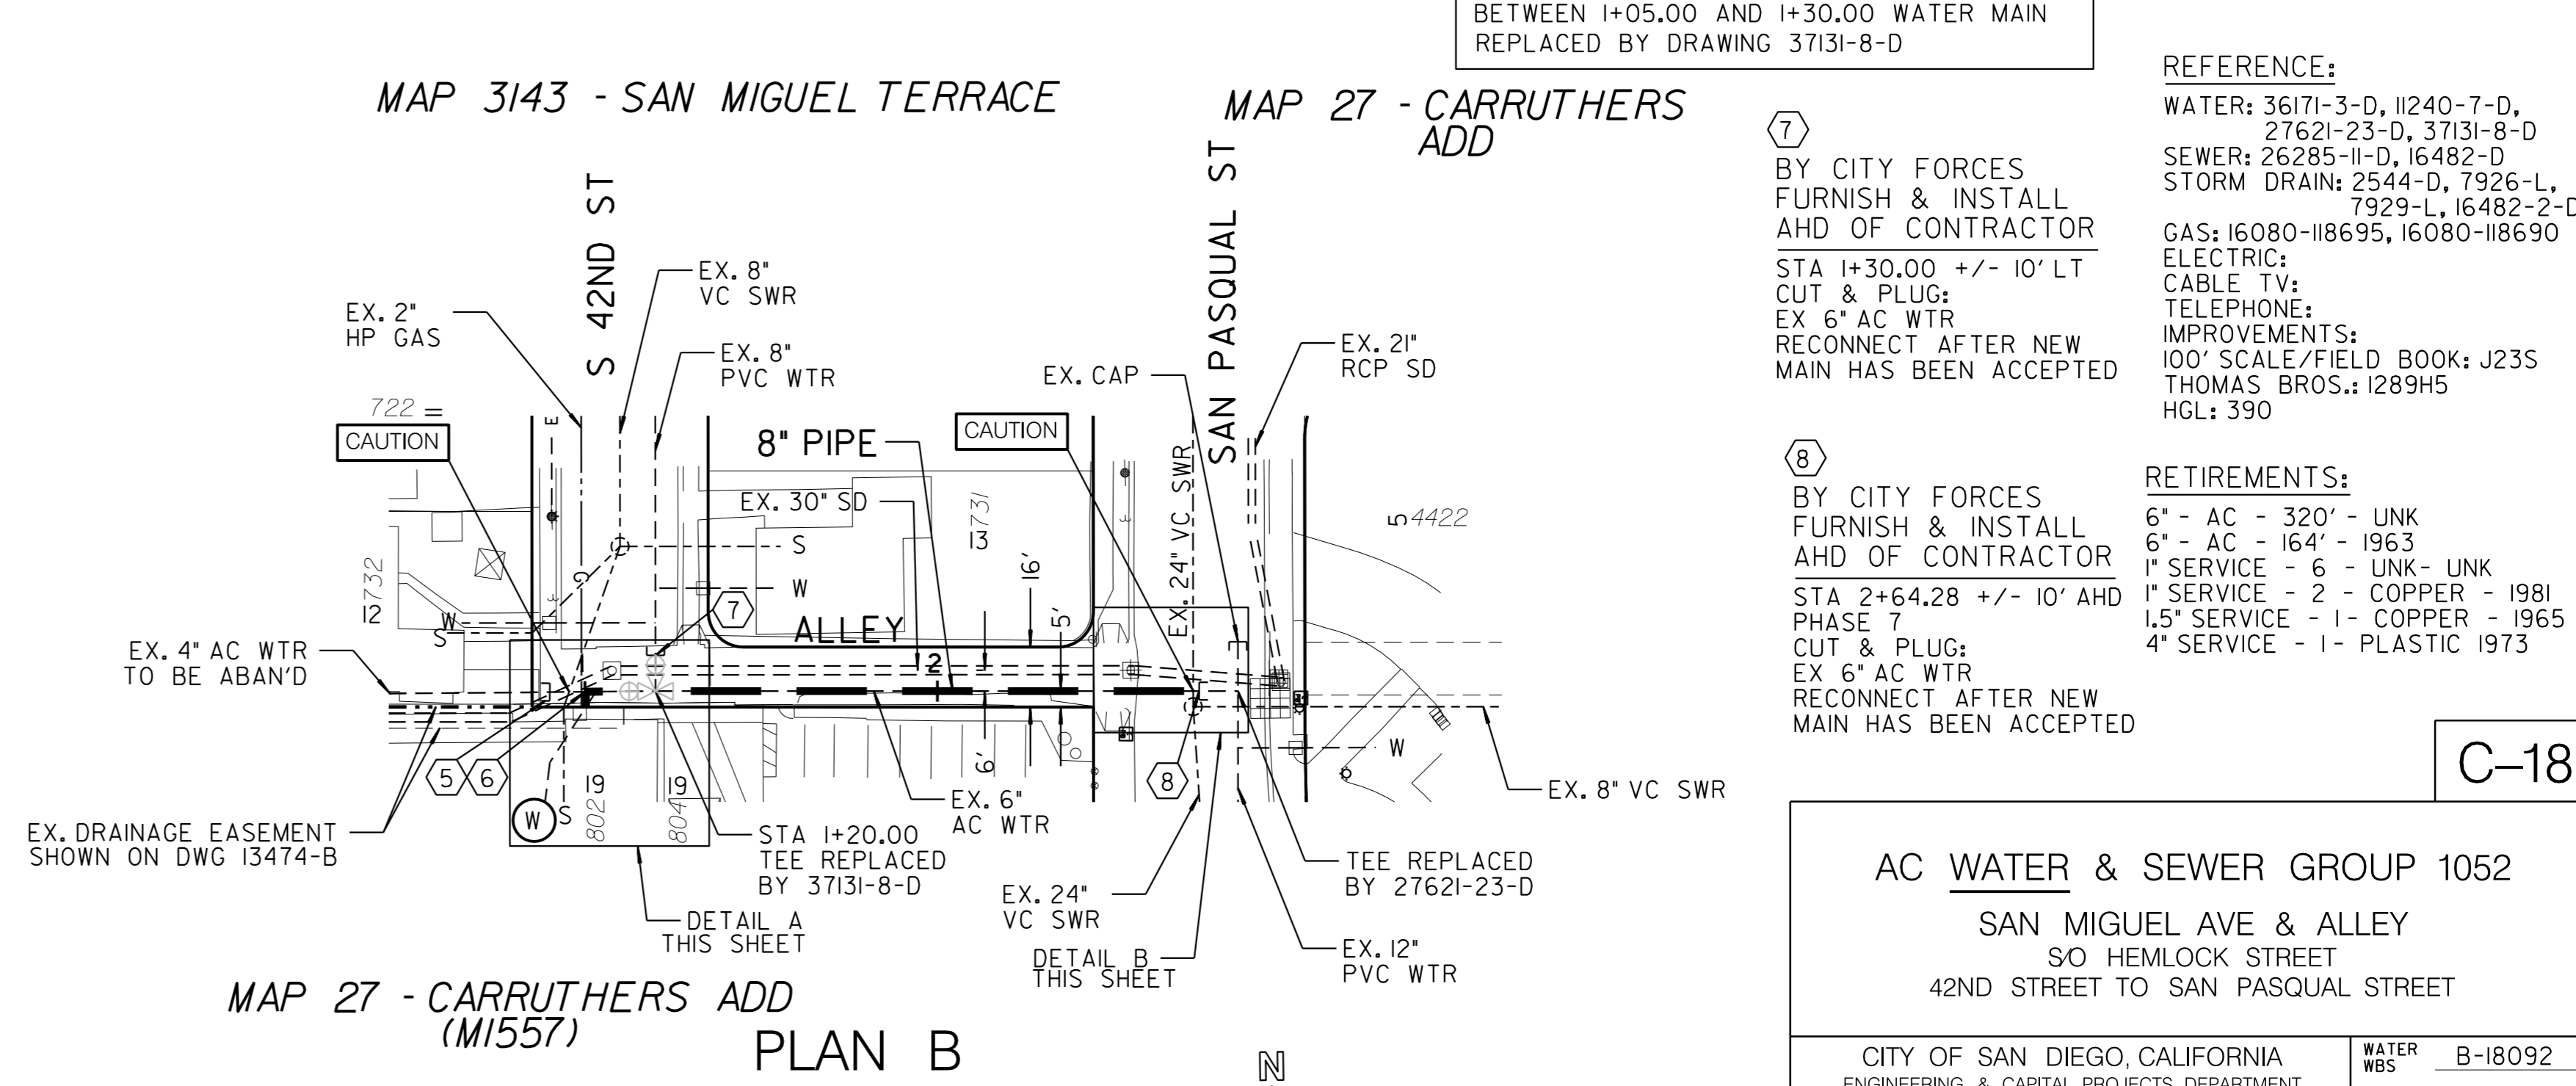 BETWEEN 1+05.00 AND 1+30.00 WATER MAIN
REPLACED BY DRAWING 37131-8-D
MAP 3143 - SAN MIGUEL TERRACE
MAP 27 - CARRUTHERS
ADD
S 42ND ST
SAN PASQUAL ST
EX. 2"
HP GAS
EX. 8"
VC SWR
EX. 8"
PVC WTR
EX. CAP
EX. 21"
RCP SD
722 =
CAUTION
8" PIPE
CAUTION
E
EX. 30" SD
EX. 24" VC SWR
731
13
5 4422
S
G
W
732
12
16'
5'
7
W
S
ALLEY
2
EX. 4" AC WTR
TO BE ABAN'D
6'
W
5
6
8
EX. 8" VC SWR
19
802
19
804
W
S
EX. 6"
AC WTR
EX. DRAINAGE EASEMENT
SHOWN ON DWG 13474-B
STA 1+20.00
TEE REPLACED
BY 37131-8-D
TEE REPLACED
BY 27621-23-D
EX. 24"
VC SWR
DETAIL A
THIS SHEET
DETAIL B
THIS SHEET
EX. 12"
PVC WTR
MAP 27 - CARRUTHERS ADD
(M1557)
PLAN B
N
7
BY CITY FORCES
FURNISH & INSTALL
AHD OF CONTRACTOR
STA 1+30.00 +/- 10' LT
CUT & PLUG:
EX 6" AC WTR
RECONNECT AFTER NEW
MAIN HAS BEEN ACCEPTED
8
BY CITY FORCES
FURNISH & INSTALL
AHD OF CONTRACTOR
STA 2+64.28 +/- 10' AHD
PHASE 7
CUT & PLUG:
EX 6" AC WTR
RECONNECT AFTER NEW
MAIN HAS BEEN ACCEPTED
REFERENCE:
WATER: 36171-3-D, 11240-7-D,
27621-23-D, 37131-8-D
SEWER: 26285-11-D, 16482-D
STORM DRAIN: 2544-D, 7926-L,
7929-L, 16482-2-D
GAS: 16080-118695, 16080-118690
ELECTRIC:
CABLE TV:
TELEPHONE:
IMPROVEMENTS:
100' SCALE/FIELD BOOK: J23S
THOMAS BROS.: 1289H5
HGL: 390
RETIREMENTS:
6" - AC - 320' - UNK
6" - AC - 164' - 1963
1" SERVICE - 6 - UNK- UNK
1" SERVICE - 2 - COPPER - 1981
1.5" SERVICE - 1- COPPER - 1965
4" SERVICE - 1- PLASTIC 1973
C-18
AC WATER & SEWER GROUP 1052
SAN MIGUEL AVE & ALLEY
S/O HEMLOCK STREET
42ND STREET TO SAN PASQUAL STREET
CITY OF SAN DIEGO, CALIFORNIA
ENGINEERING & CAPITAL PROJECTS DEPARTMENT
WATER
WBS B-18092